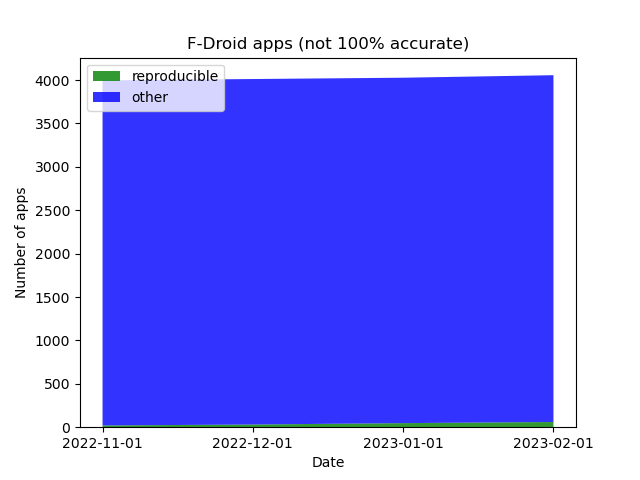 F-Droid apps (not 100% accurate)
reproducible
other
4000
3500
3000
2500
2000
1500
1000
500
0
Number of apps
2022-11-01 2022-12-01 2023-01-01 2023-02-01
Date